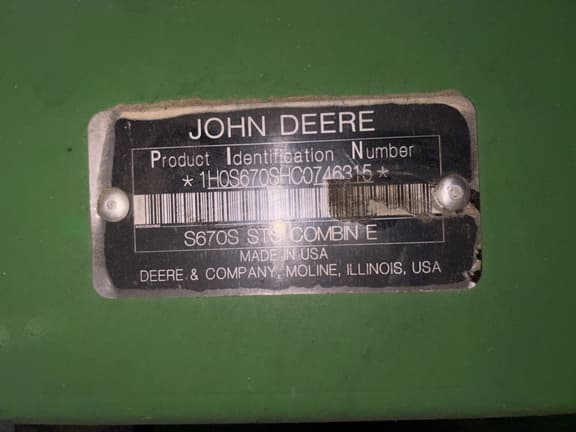 JOHN DEERE
Product Identification Number
*1H0S670SHC0746315*
S670S STS COMBIN E
MADE IN USA
DEERE & COMPANY, MOLINE, ILLINOIS, USA